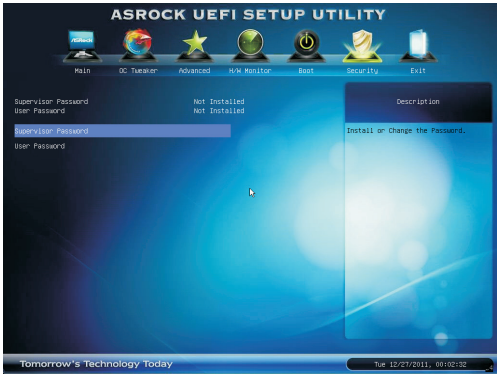 ASROCK UEFI SETUP UTILITY
ASRock
Main OC Tweaker Advanced H/W Monitor Boot Security Exit
Supervisor Password Not Installed
User Password Not Installed
Supervisor Password
User Password
Description
Install or Change the Password.
Tomorrow's Technology Today
Tue 12/27/2011, 00:02:32